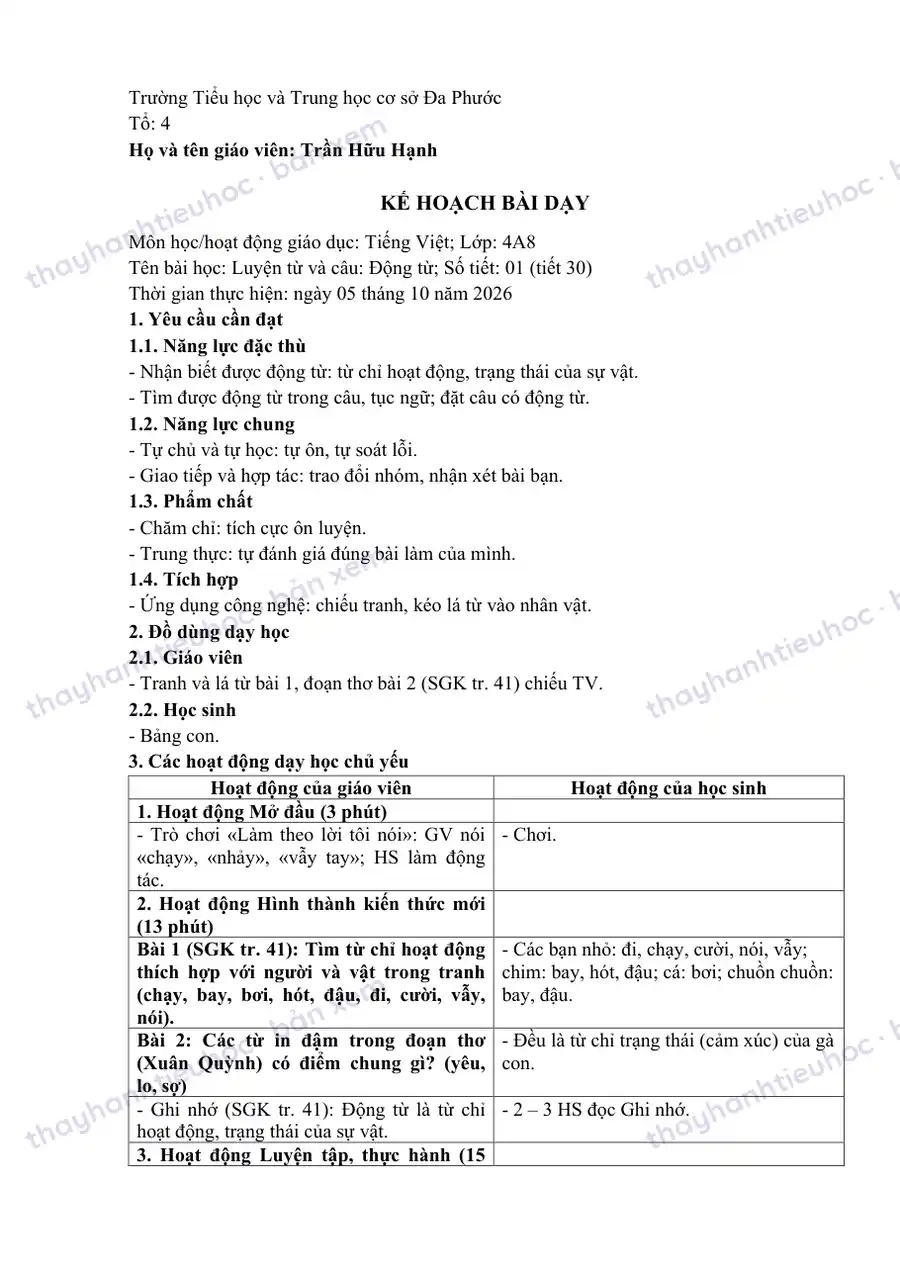 Trường Tiểu học và Trung học cơ sở Đa Phước
Tổ: 4
Họ và tên giáo viên: Trần Hữu Hạnh
KẾ HOẠCH BÀI DẠY
Môn học/hoạt động giáo dục: Tiếng Việt; Lớp: 4A8
Tên bài học: Luyện từ và câu: Động từ; Số tiết: 01 (tiết 30)
Thời gian thực hiện: ngày 05 tháng 10 năm 2026
1. Yêu cầu cần đạt
1.1. Năng lực đặc thù
- Nhận biết được động từ: từ chỉ hoạt động, trạng thái của sự vật.
- Tìm được động từ trong câu, tục ngữ; đặt câu có động từ.
1.2. Năng lực chung
- Tự chủ và tự học: tự ôn, tự soát lỗi.
- Giao tiếp và hợp tác: trao đổi nhóm, nhận xét bài bạn.
1.3. Phẩm chất
- Chăm chỉ: tích cực ôn luyện.
- Trung thực: tự đánh giá đúng bài làm của mình.
1.4. Tích hợp
- Ứng dụng công nghệ: chiếu tranh, kéo lá từ vào nhân vật.
2. Đồ dùng dạy học
2.1. Giáo viên
- Tranh và lá từ bài 1, đoạn thơ bài 2 (SGK tr. 41) chiếu TV.
2.2. Học sinh
- Bảng con.
3. Các hoạt động dạy học chủ yếu
Hoạt động của giáo viên
Hoạt động của học sinh
1. Hoạt động Mở đầu (3 phút)
- Trò chơi «Làm theo lời tôi nói»: GV nói
«chạy», «nhảy», «vẫy tay»; HS làm động
tác.
- Chơi.
2. Hoạt động Hình thành kiến thức mới
(13 phút)
Bài 1 (SGK tr. 41): Tìm từ chỉ hoạt động
thích hợp với người và vật trong tranh
(chạy, bay, bơi, hót, đậu, đi, cười, vẫy,
nói).
- Các bạn nhỏ: đi, chạy, cười, nói, vẫy;
chim: bay, hót, đậu; cá: bơi; chuồn chuồn:
bay, đậu.
Bài 2: Các từ in đậm trong đoạn thơ
(Xuân Quỳnh) có điểm chung gì? (yêu,
lo, sợ)
- Đều là từ chỉ trạng thái (cảm xúc) của gà
con.
- Ghi nhớ (SGK tr. 41): Động từ là từ chỉ
hoạt động, trạng thái của sự vật.
- 2 – 3 HS đọc Ghi nhớ.
3. Hoạt động Luyện tập, thực hành (15
thayhanhtieuhoc · bản xem
thayhanhtieuhoc · b
thayhanhtieuhoc · bản xem
thayhanhtieuhoc · b
thayhanhtieuhoc · bản xem
thayhanhtieuhoc · b